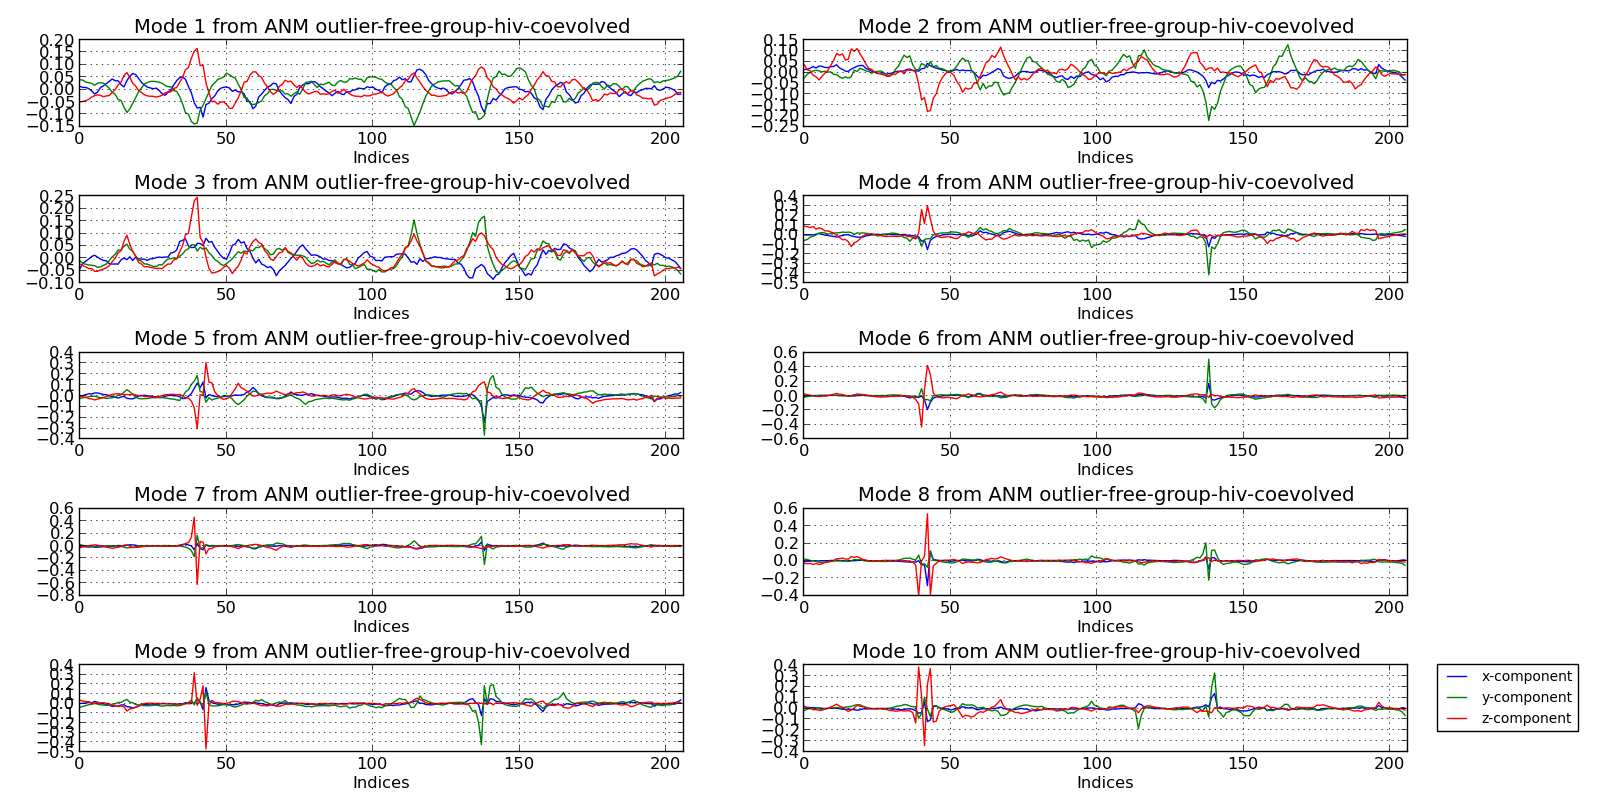 Mode 1 from ANM outlier-free-group-hiv-coevolved
0.20
0.15
0.10
0.05
0.00
−0.05
−0.10
−0.15
0 50 100 150 200
Indices
Mode 2 from ANM outlier-free-group-hiv-coevolved
0.15
0.10
0.05
0.00
−0.05
−0.10
−0.15
−0.20
−0.25
0 50 100 150 200
Indices
Mode 3 from ANM outlier-free-group-hiv-coevolved
0.25
0.20
0.15
0.10
0.05
0.00
−0.05
−0.10
0 50 100 150 200
Indices
Mode 4 from ANM outlier-free-group-hiv-coevolved
0.4
0.3
0.2
0.1
0.0
−0.1
−0.2
−0.3
−0.4
−0.5
0 50 100 150 200
Indices
Mode 5 from ANM outlier-free-group-hiv-coevolved
0.4
0.3
0.2
0.1
0.0
−0.1
−0.2
−0.3
−0.4
0 50 100 150 200
Indices
Mode 6 from ANM outlier-free-group-hiv-coevolved
0.6
0.4
0.2
0.0
−0.2
−0.4
−0.6
0 50 100 150 200
Indices
Mode 7 from ANM outlier-free-group-hiv-coevolved
0.6
0.4
0.2
0.0
−0.2
−0.4
−0.6
−0.8
0 50 100 150 200
Indices
Mode 8 from ANM outlier-free-group-hiv-coevolved
0.6
0.4
0.2
0.0
−0.2
−0.4
0 50 100 150 200
Indices
Mode 9 from ANM outlier-free-group-hiv-coevolved
0.4
0.3
0.2
0.1
0.0
−0.1
−0.2
−0.3
−0.4
−0.5
0 50 100 150 200
Indices
Mode 10 from ANM outlier-free-group-hiv-coevolved
0.4
0.3
0.2
0.1
0.0
−0.1
−0.2
−0.3
−0.4
0 50 100 150 200
Indices
x-component
y-component
z-component